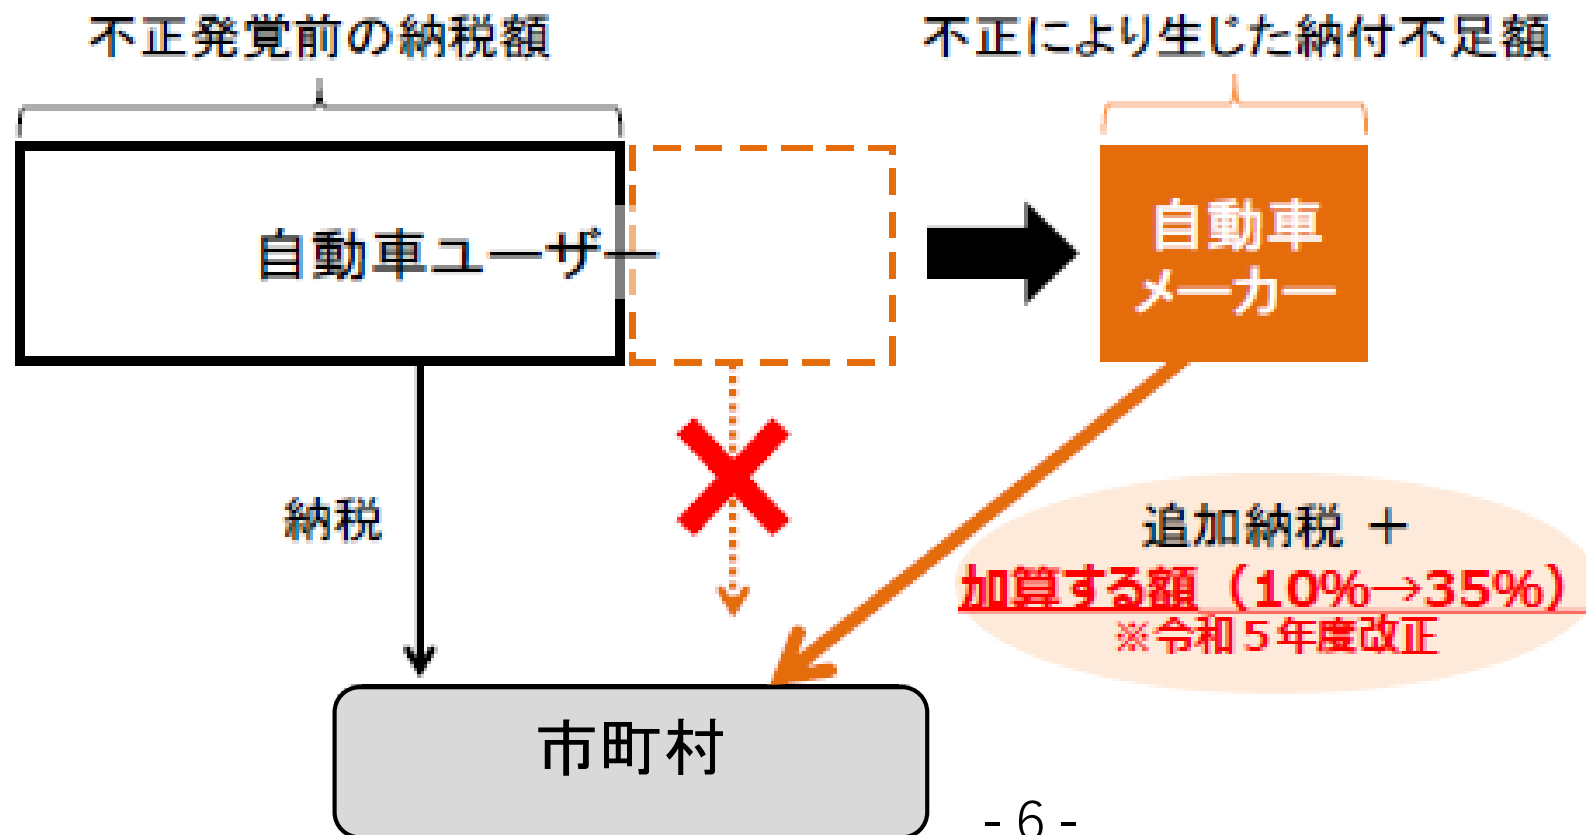 不正発覚前の納税額
不正により生じた納付不足額
自動車ユーザー
自動車
メーカー
納税
追加納税 ＋
加算する額（10%→35%）
※令和５年度改正
市町村
- 6 -